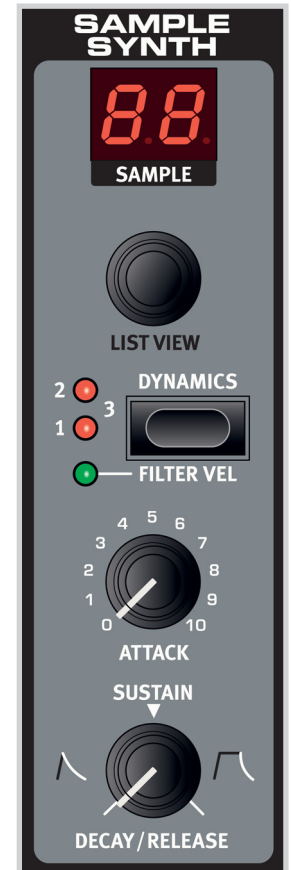 SAMPLE
SYNTH
88
SAMPLE
LIST VIEW
DYNAMICS
2
3
1
FILTER VEL
0 1 2 3 4 5 6 7 8 9 10
ATTACK
SUSTAIN
DECAY/RELEASE